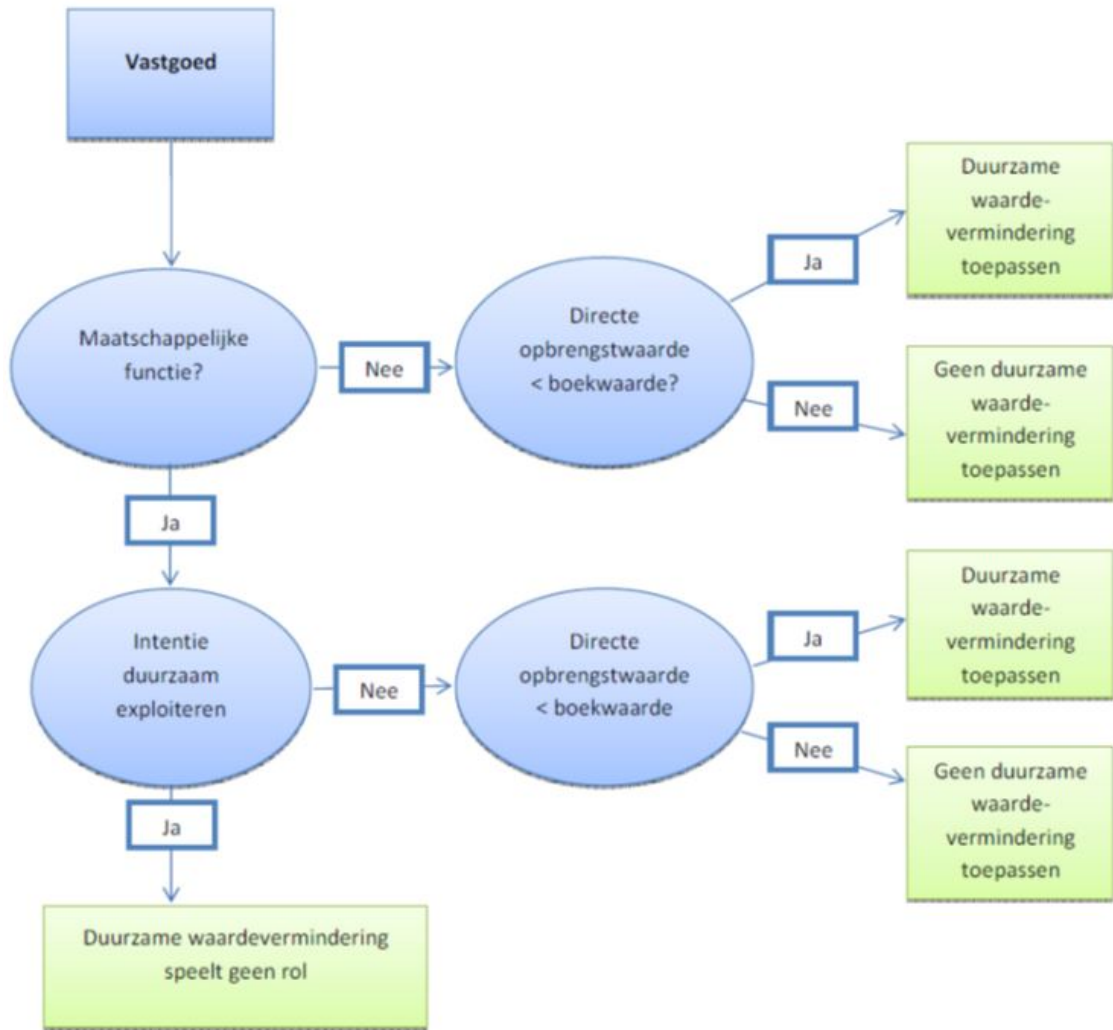 Vastgoed
Maatschappelijke
functie?
Nee
Directe
opbrengstwaarde
< boekwaarde?
Ja
Duurzame
waarde-
vermindering
toepassen
Nee
Geen duurzame
waarde-
vermindering
toepassen
Ja
Intentie
duurzaam
exploiteren
Nee
Directe
opbrengstwaarde
< boekwaarde
Ja
Duurzame
waarde-
vermindering
toepassen
Nee
Geen duurzame
waarde-
vermindering
toepassen
Ja
Duurzame waardevermindering
speelt geen rol